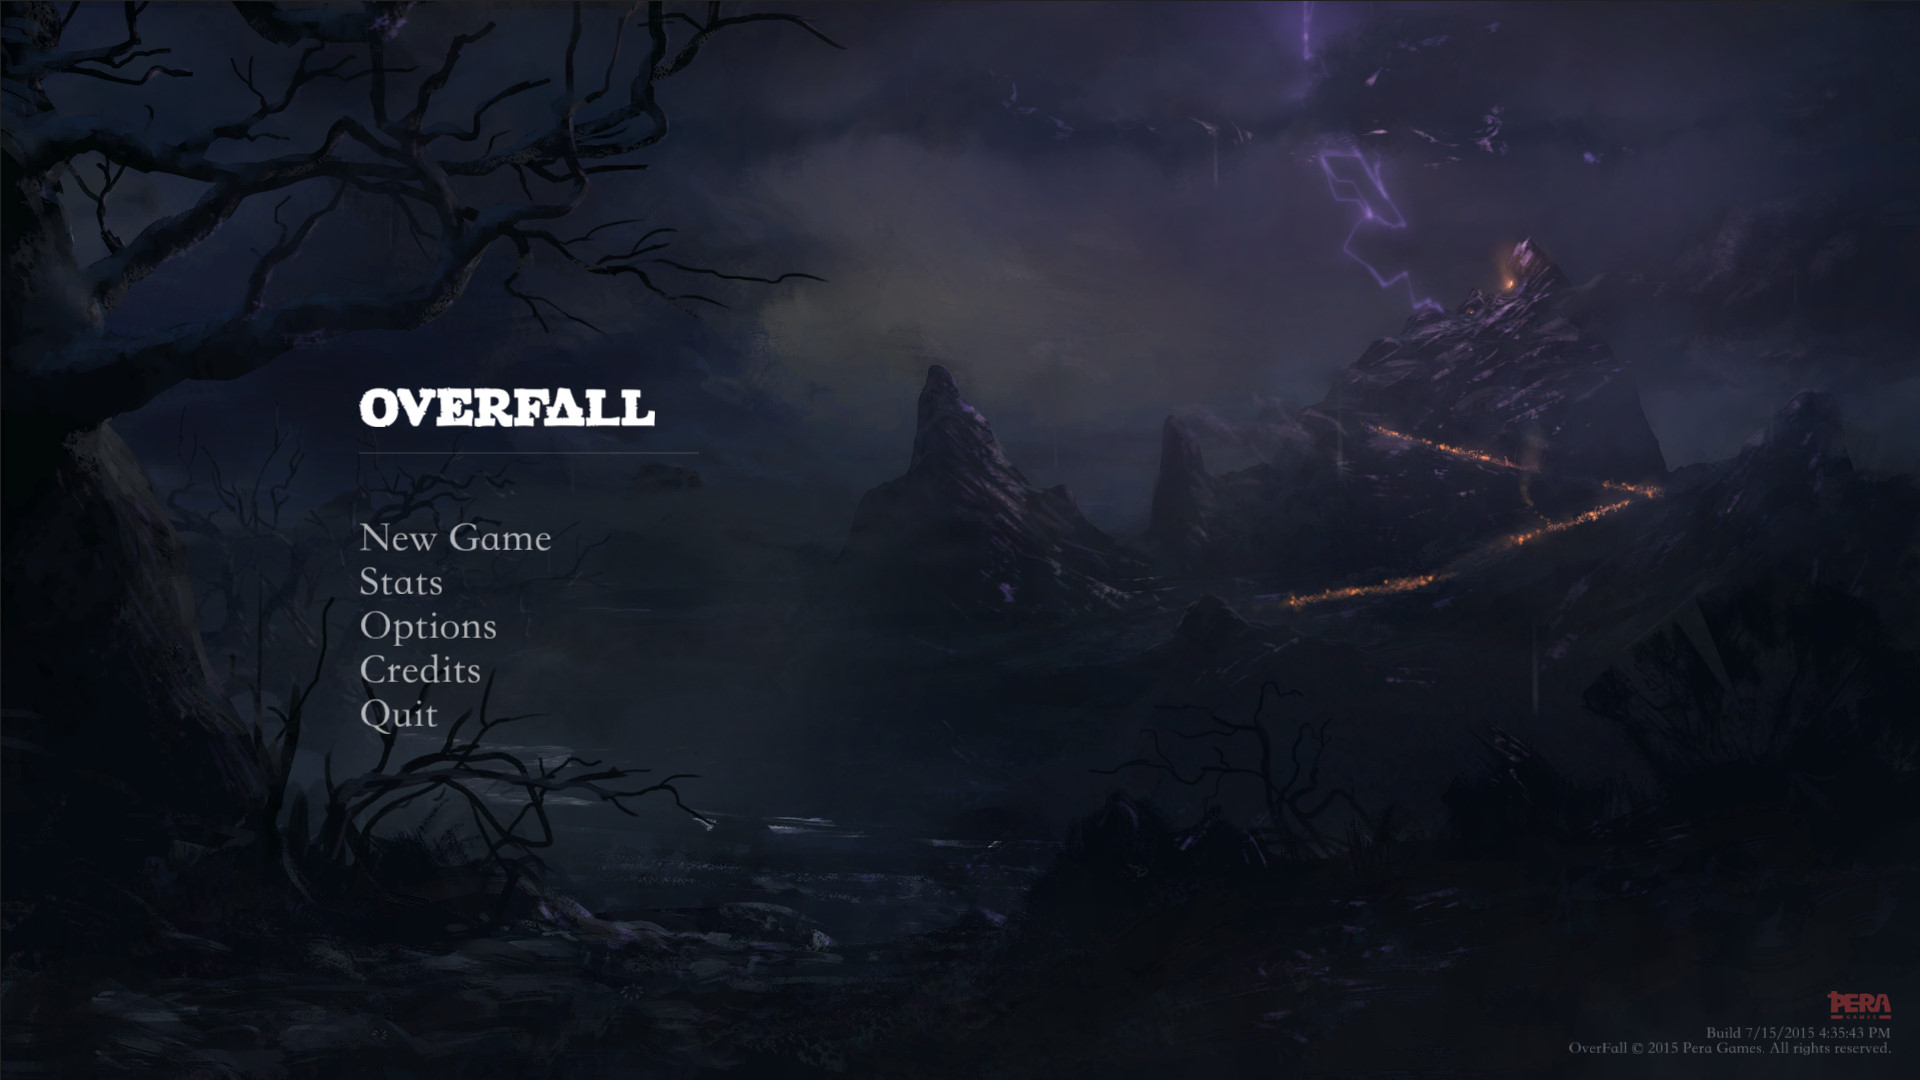 OVERFALL
New Game
Stats
Options
Credits
Quit
PERA
GAMES
Build 7/15/2015 4:35:43 PM
OverFall © 2015 Pera Games. All rights reserved.